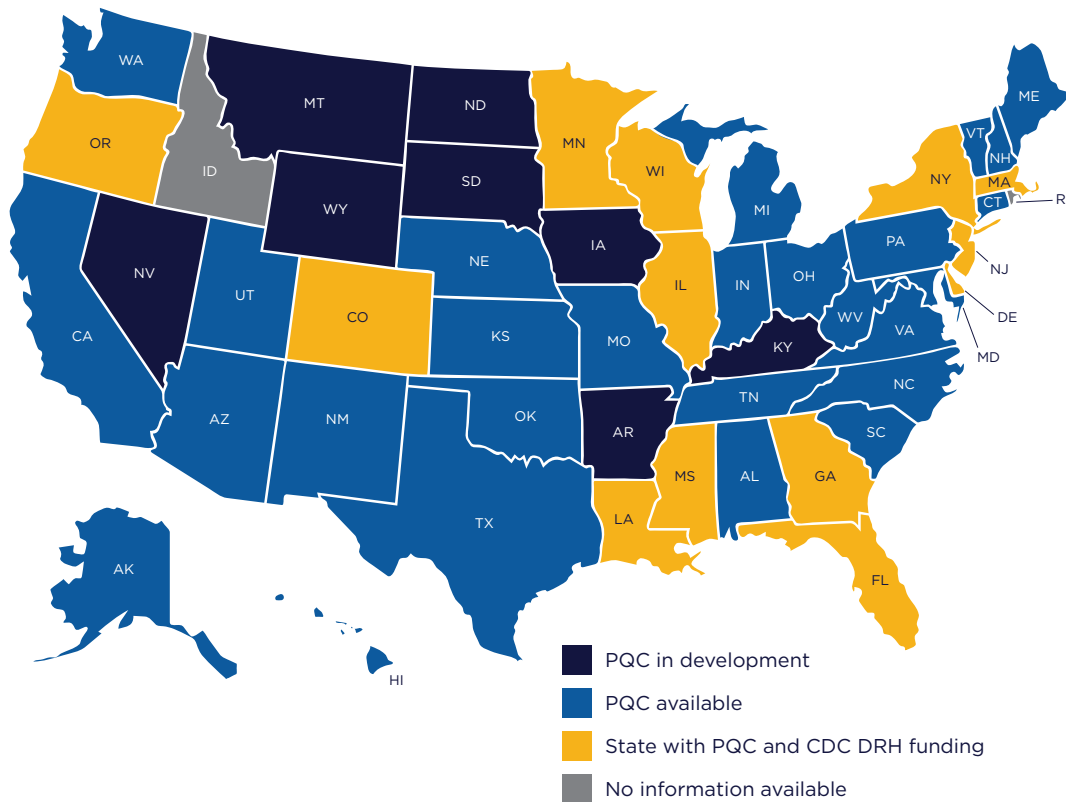 WA
ME
MT
ND
VT
OR
MN
NH
ID
SD
WI
NY
MA
WY
MI
CT
R
IA
PA
NE
NJ
NV
OH
IN
IL
UT
CO
DE
WV
VA
CA
KS
MO
KY
MD
NC
TN
AZ
NM
OK
AR
SC
MS
AL
GA
LA
TX
AK
FL
HI
PQC in development
PQC available
State with PQC and CDC DRH funding
No information available